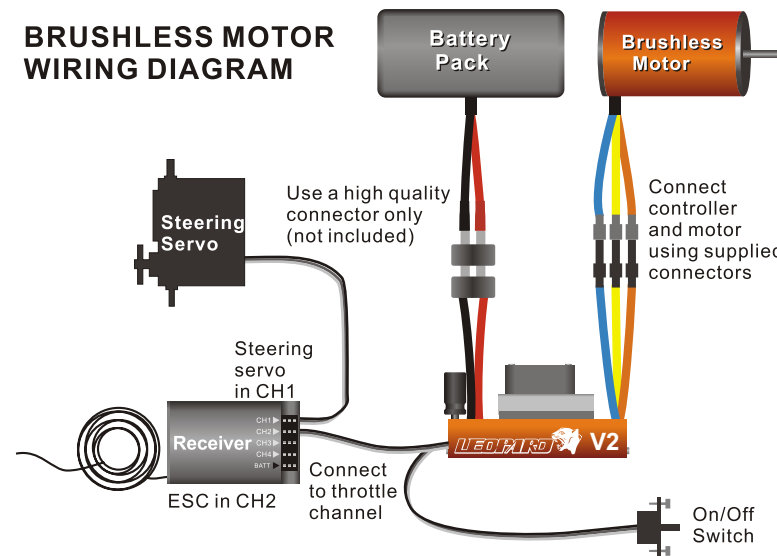 BRUSHLESS MOTOR
WIRING DIAGRAM
Battery
Pack
Brushless
Motor
Steering
Servo
Use a high quality
connector only
(not included)
Connect
controller
and motor
using supplied
connectors
Steering
servo
in CH1
Receiver
CH1
CH2
CH3
CH4
BATT
ESC in CH2
Connect
to throttle
channel
LEOPARD V2
On/Off
Switch